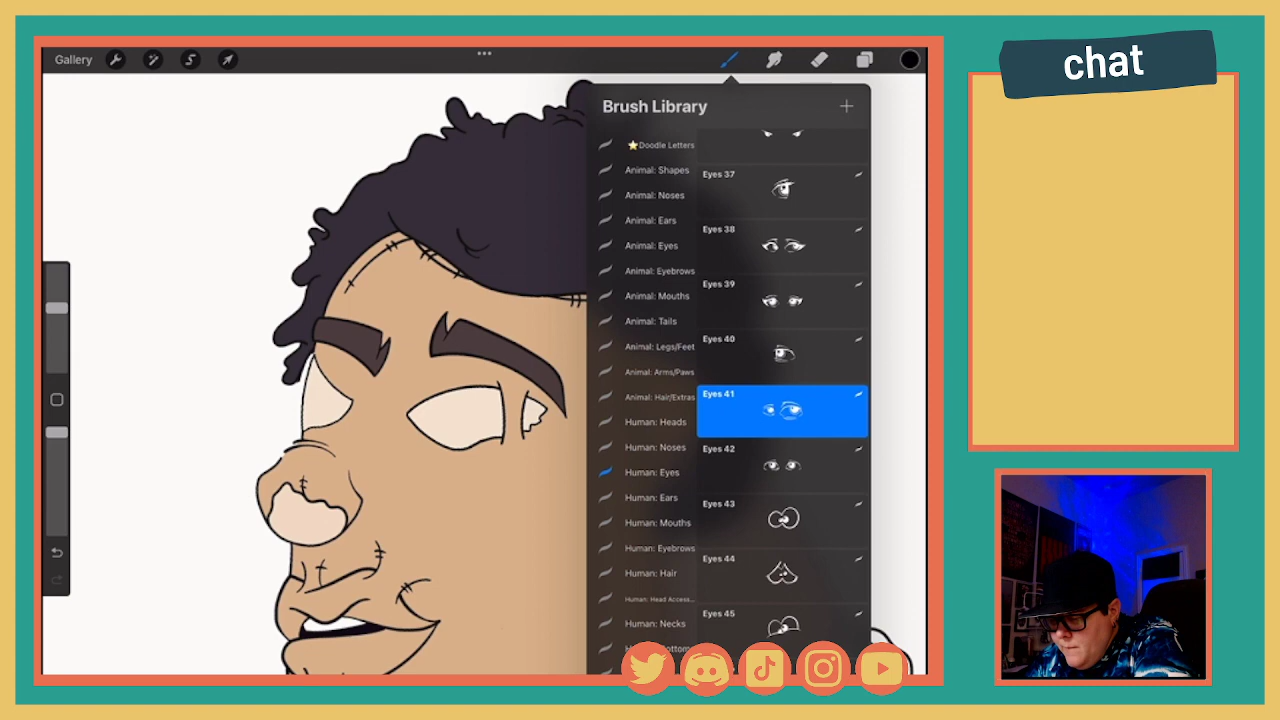 Gallery
chat
Brush Library
⭐Doodle Letters
Animal: Shapes
Animal: Noses
Animal: Ears
Animal: Eyes
Animal: Eyebrows
Animal: Mouths
Animal: Tails
Animal: Legs/Feet
Animal: Arms/Paws
Animal: Hair/Extras
Human: Heads
Human: Noses
Human: Eyes
Human: Ears
Human: Mouths
Human: Eyebrows
Human: Hair
Human: Head Access...
Human: Necks
Eyes 37
Eyes 38
Eyes 39
Eyes 40
Eyes 41
Eyes 42
Eyes 43
Eyes 44
Eyes 45